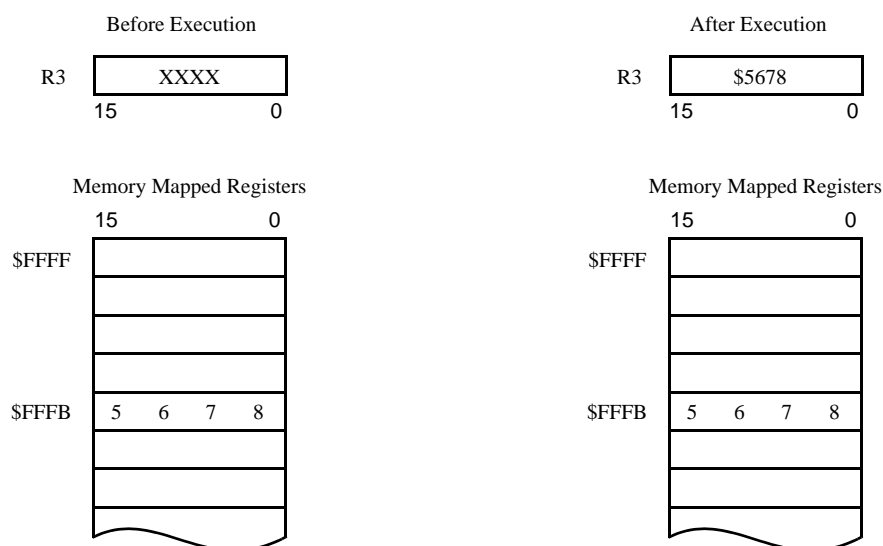 Before Execution
R3 XXXX
15 0
Memory Mapped Registers
15 0
$FFFF
$FFFB 5 6 7 8
After Execution
R3 $5678
15 0
Memory Mapped Registers
15 0
$FFFF
$FFFB 5 6 7 8